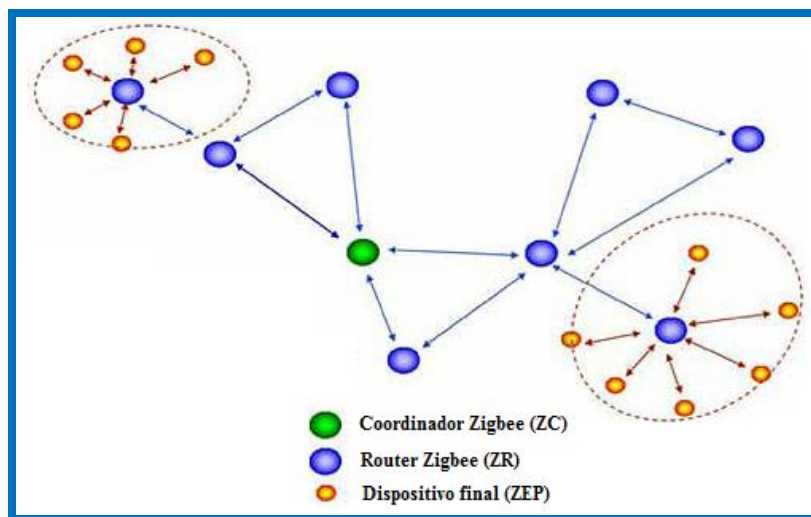 Coordinador Zigbee (ZC)
Router Zigbee (ZR)
Dispositivo final (ZEP)